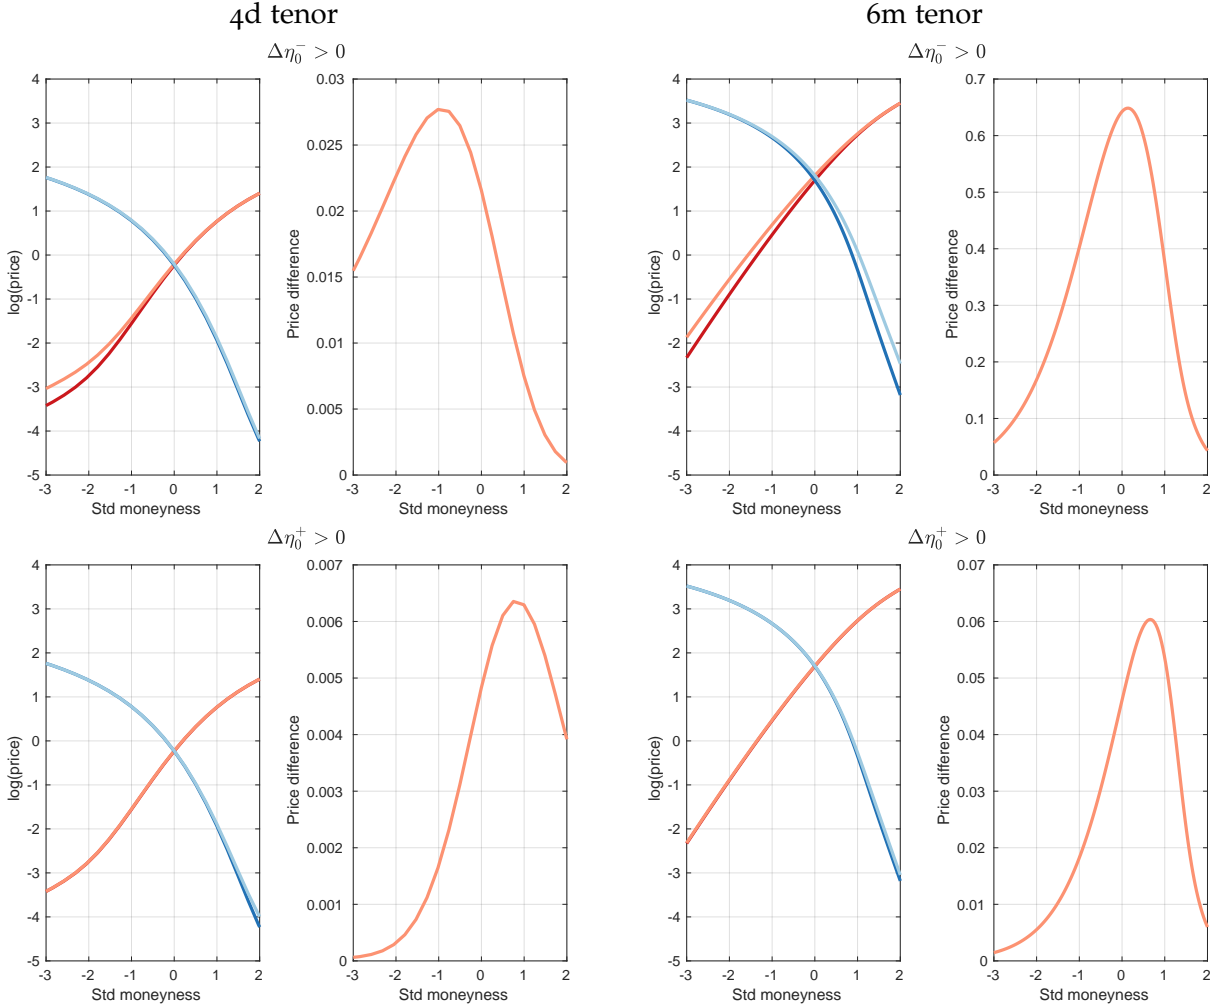 4d tenor
6m tenor
Δη₀⁻ > 0
4
3
2
1
0
-1
-2
-3
-4
-5
log(price)
-3 -2 -1 0 1 2
Std moneyness
0.03
0.025
0.02
0.015
0.01
0.005
0
Price difference
-3 -2 -1 0 1 2
Std moneyness
Δη₀⁻ > 0
4
3
2
1
0
-1
-2
-3
-4
-5
log(price)
-3 -2 -1 0 1 2
Std moneyness
0.7
0.6
0.5
0.4
0.3
0.2
0.1
0
Price difference
-3 -2 -1 0 1 2
Std moneyness
Δη₀⁺ > 0
4
3
2
1
0
-1
-2
-3
-4
-5
log(price)
-3 -2 -1 0 1 2
Std moneyness
0.007
0.006
0.005
0.004
0.003
0.002
0.001
0
Price difference
-3 -2 -1 0 1 2
Std moneyness
Δη₀⁺ > 0
4
3
2
1
0
-1
-2
-3
-4
-5
log(price)
-3 -2 -1 0 1 2
Std moneyness
0.07
0.06
0.05
0.04
0.03
0.02
0.01
0
Price difference
-3 -2 -1 0 1 2
Std moneyness